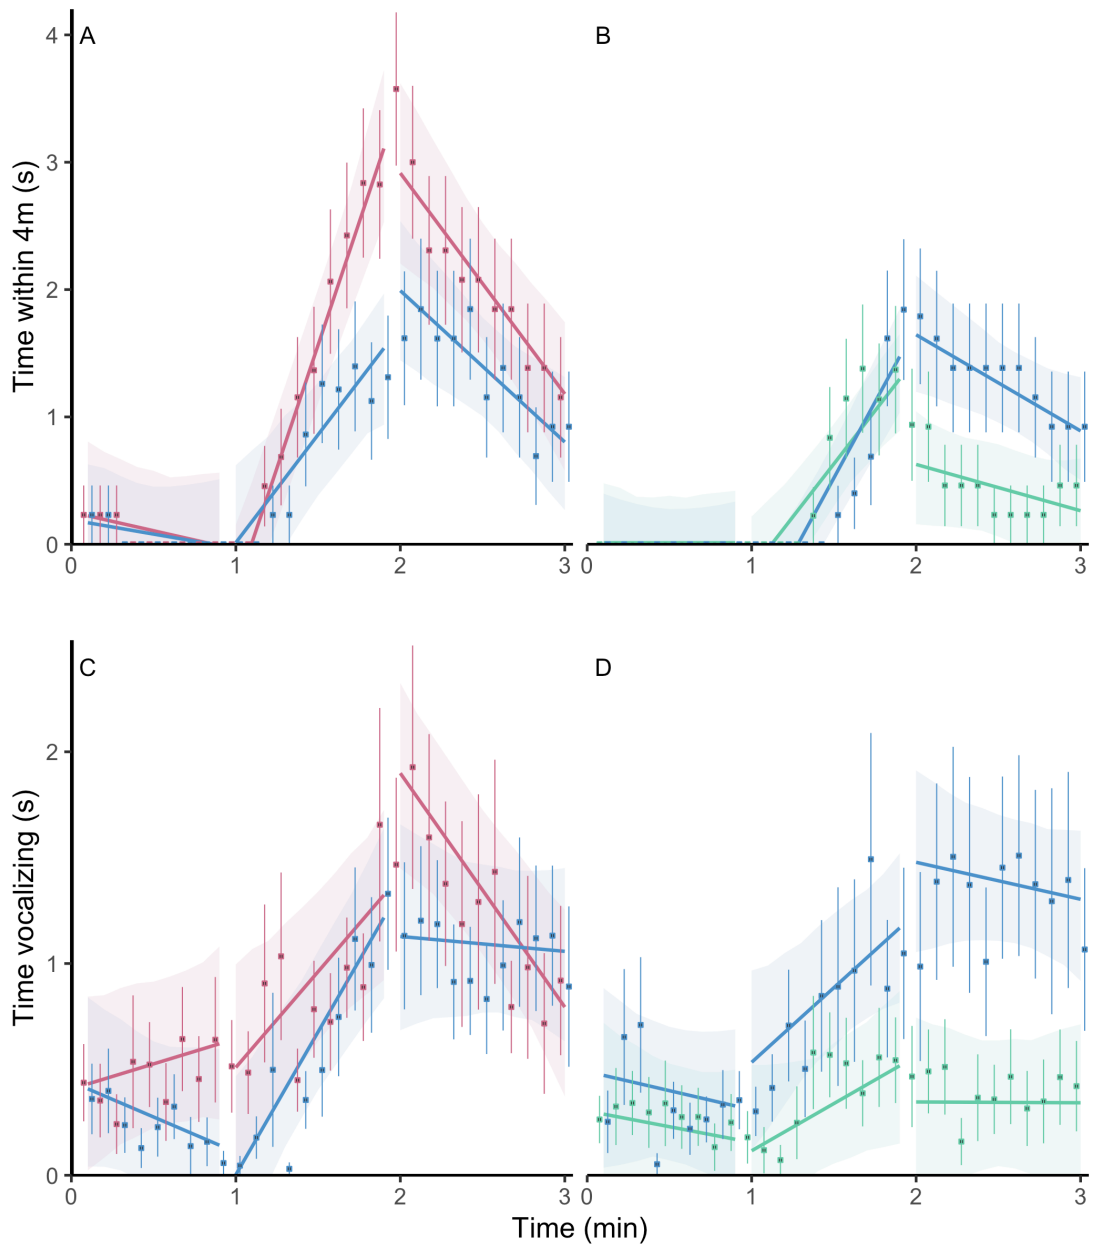 A
B
Time within 4m (s)
4
3
2
1
0
0 1 2 3 0 1 2 3
C
D
Time vocalizing (s)
2
1
0
0 1 2 3 0 1 2 3
Time (min)